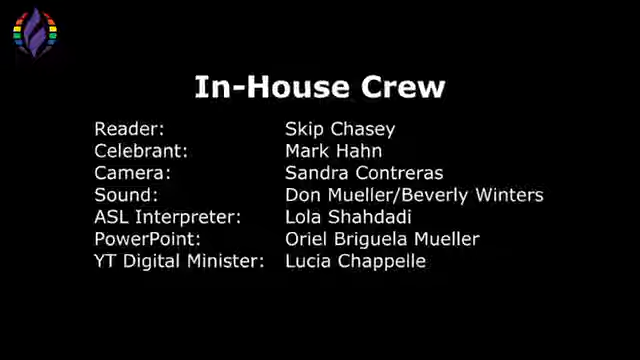 In-House Crew
Reader: Skip Chasey
Celebrant: Mark Hahn
Camera: Sandra Contreras
Sound: Don Mueller/Beverly Winters
ASL Interpreter: Lola Shahdadi
PowerPoint: Oriel Briguela Mueller
YT Digital Minister: Lucia Chappelle